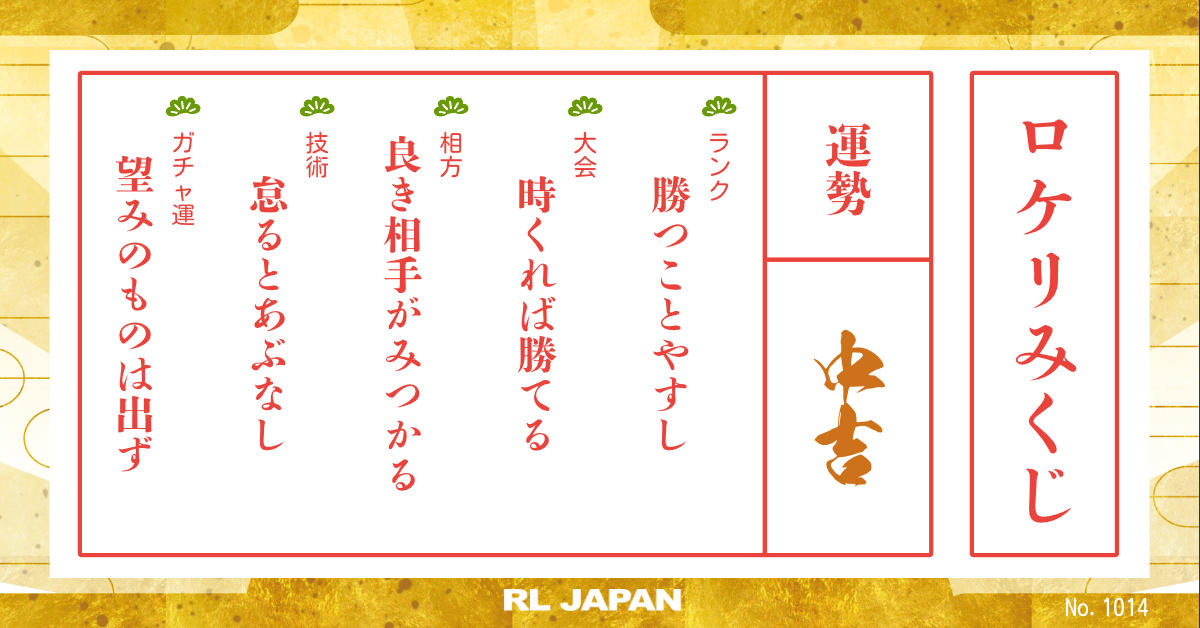 ロケリみくじ
運勢
中吉
ランク
勝つことやすし
大会
時くれば勝てる
相方
良き相手がみつかる
技術
怠るとあぶなし
ガチャ運
望みのものは出ず
RL JAPAN
No. 1014